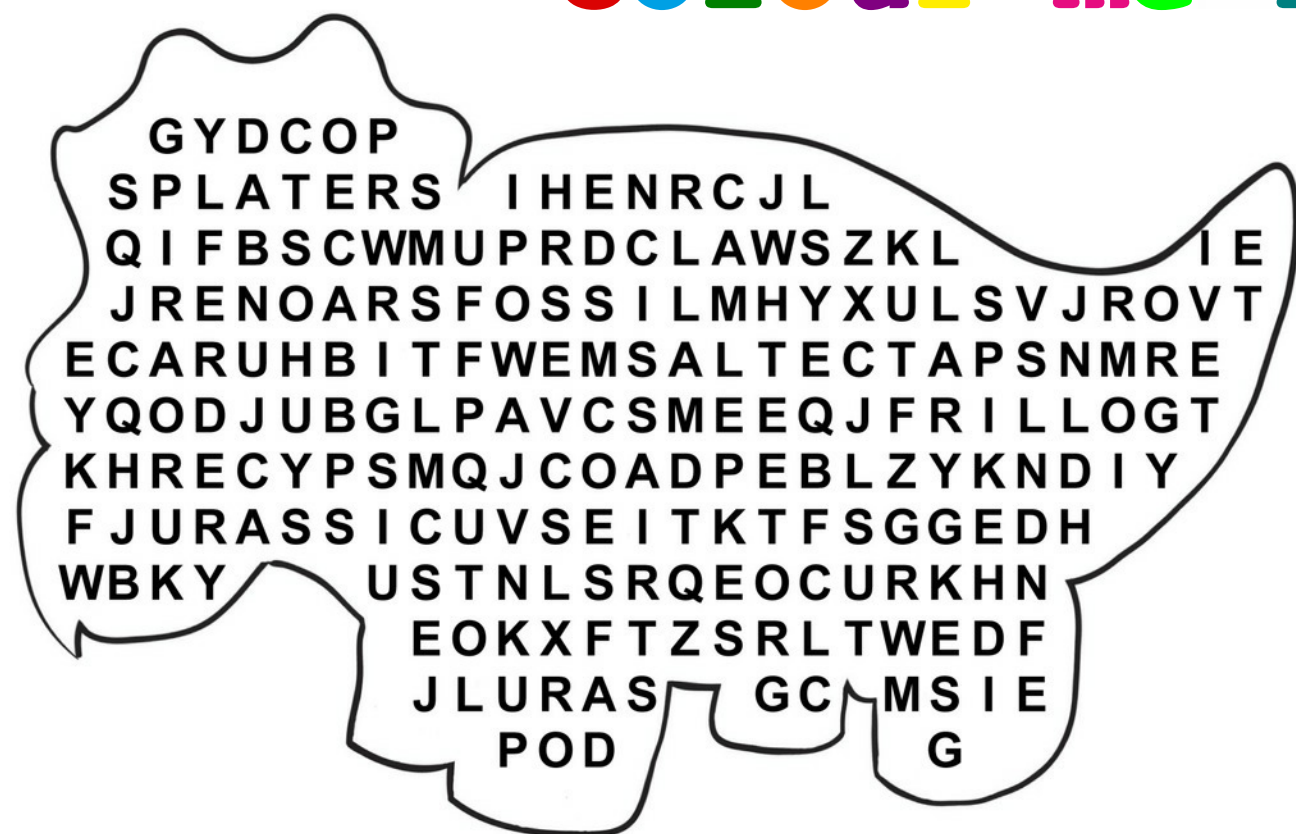 GYDCOP
SPLATERS IHENRCJL
QIFBSCWMUPRDCLAWSZKL IE
JRENOARSFOSSILMHYXULSVJROVT
ECARUHBITFWEMSALTECTAPSNMRE
YQODJUBGLPAVCSMEEQJFRILLOGT
KHRECYPSMQJCOADPEBLZYKNDIY
FJURASSICUVSEITKTFSGGEDH
WBKY USTNLSRQEOCURKHN
EOKXFTZSRLTWEDF
JLURAS GC MSIE
POD G